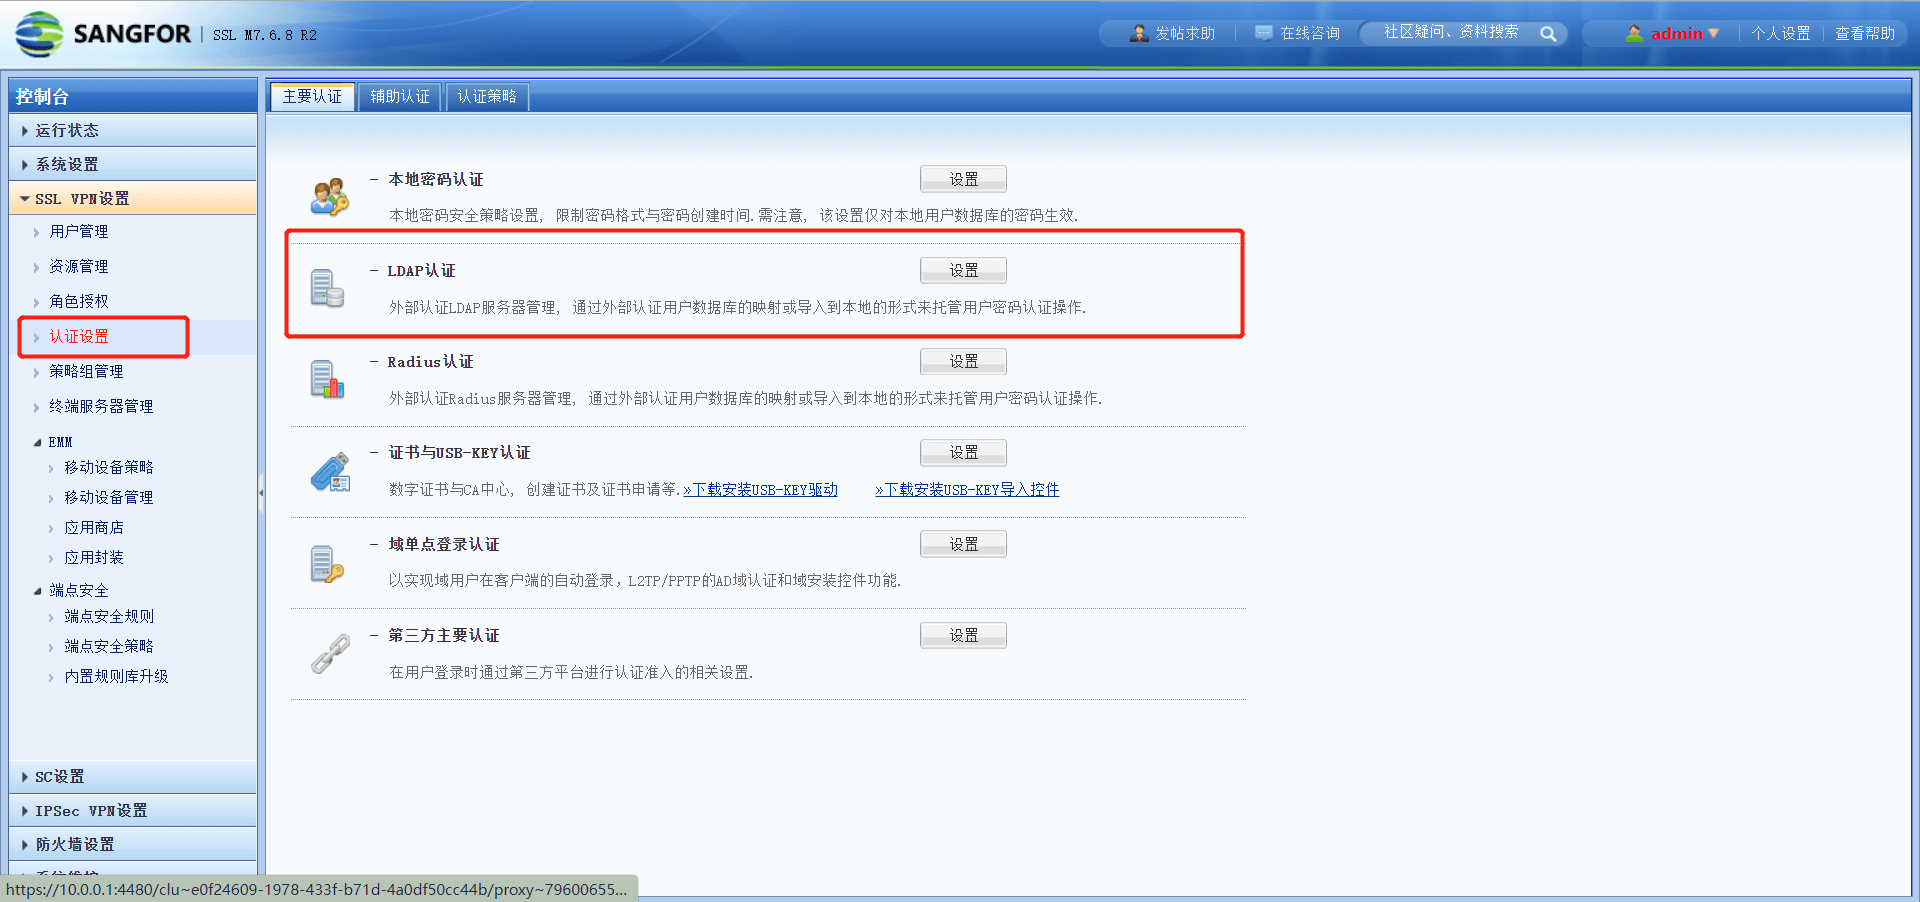 SANGFOR | SSL M7.6.8 R2
发帖求助
在线咨询
社区疑问、资料搜索
admin
个人设置
查看帮助
控制台
运行状态
系统设置
SSL VPN设置
用户管理
资源管理
角色授权
认证设置
策略组管理
终端服务器管理
EMM
移动设备策略
移动设备管理
应用商店
应用封装
端点安全
端点安全规则
端点安全策略
内置规则库升级
SC设置
IPSec VPN设置
防火墙设置
主要认证
辅助认证
认证策略
- 本地密码认证
设置
本地密码安全策略设置, 限制密码格式与密码创建时间.需注意, 该设置仅对本地用户数据库的密码生效.
- LDAP认证
设置
外部认证LDAP服务器管理, 通过外部认证用户数据库的映射或导入到本地的形式来托管用户密码认证操作.
- Radius认证
设置
外部认证Radius服务器管理, 通过外部认证用户数据库的映射或导入到本地的形式来托管用户密码认证操作.
- 证书与USB-KEY认证
设置
数字证书与CA中心, 创建证书及证书申请等. »下载安装USB-KEY驱动 »下载安装USB-KEY导入控件
- 域单点登录认证
设置
以实现域用户在客户端的自动登录，L2TP/PPTP的AD域认证和域安装控件功能.
- 第三方主要认证
设置
在用户登录时通过第三方平台进行认证准入的相关设置.
https://10.0.0.1:4480/clu~e0f24609-1978-433f-b71d-4a0df50cc44b/proxy~79600655...